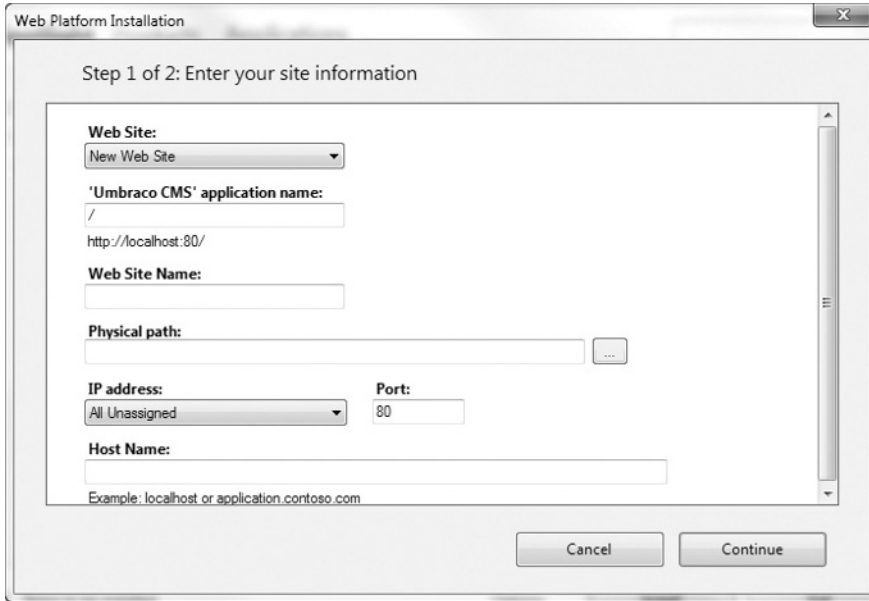 Web Platform Installation
Step 1 of 2: Enter your site information
Web Site:
New Web Site
'Umbraco CMS' application name:
/
http://localhost:80/
Web Site Name:
Physical path:
...
IP address: Port:
All Unassigned 80
Host Name:
Example: localhost or application.contoso.com
Cancel Continue